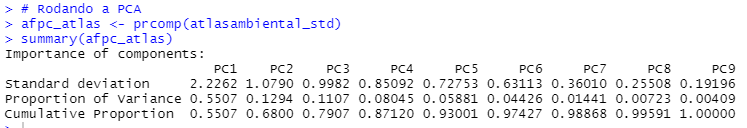 > # Rodando a PCA
> afpc_atlas <- prcomp(atlasambiental_std)
> summary(afpc_atlas)
Importance of components:
PC1 PC2 PC3 PC4 PC5 PC6 PC7 PC8 PC9
Standard deviation 2.2262 1.0790 0.9982 0.85092 0.72753 0.63113 0.36010 0.25508 0.19196
Proportion of Variance 0.5507 0.1294 0.1107 0.08045 0.05881 0.04426 0.01441 0.00723 0.00409
Cumulative Proportion 0.5507 0.6800 0.7907 0.87120 0.93001 0.97427 0.98868 0.99591 1.00000
>